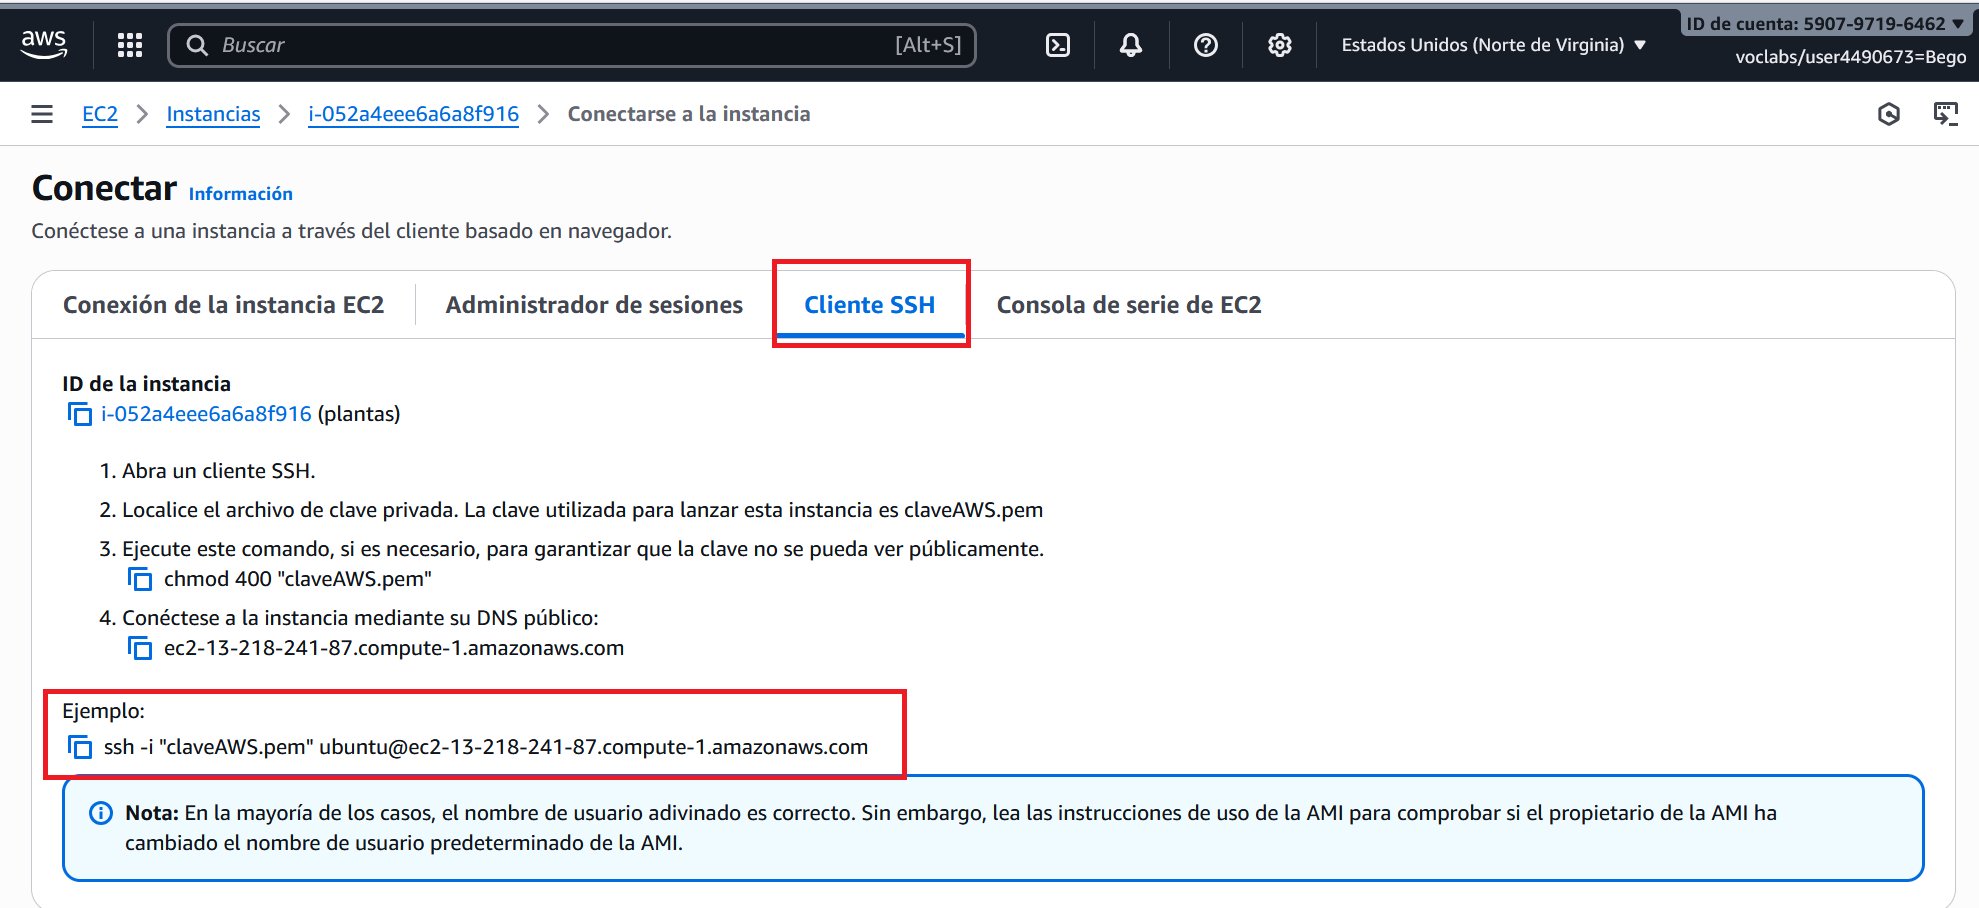 aws
Buscar [Alt+S]
Estados Unidos (Norte de Virginia)
ID de cuenta: 5907-9719-6462
voclabs/user4490673=Bego
EC2 Instancias i-052a4eee6a6a8f916 Conectarse a la instancia
Conectar Información
Conéctese a una instancia a través del cliente basado en navegador.
Conexión de la instancia EC2 Administrador de sesiones Cliente SSH Consola de serie de EC2
ID de la instancia
i-052a4eee6a6a8f916 (plantas)
1. Abra un cliente SSH.
2. Localice el archivo de clave privada. La clave utilizada para lanzar esta instancia es claveAWS.pem
3. Ejecute este comando, si es necesario, para garantizar que la clave no se pueda ver públicamente.
chmod 400 "claveAWS.pem"
4. Conéctese a la instancia mediante su DNS público:
ec2-13-218-241-87.compute-1.amazonaws.com
Ejemplo:
ssh -i "claveAWS.pem" ubuntu@ec2-13-218-241-87.compute-1.amazonaws.com
Nota: En la mayoría de los casos, el nombre de usuario adivinado es correcto. Sin embargo, lea las instrucciones de uso de la AMI para comprobar si el propietario de la AMI ha
cambiado el nombre de usuario predeterminado de la AMI.